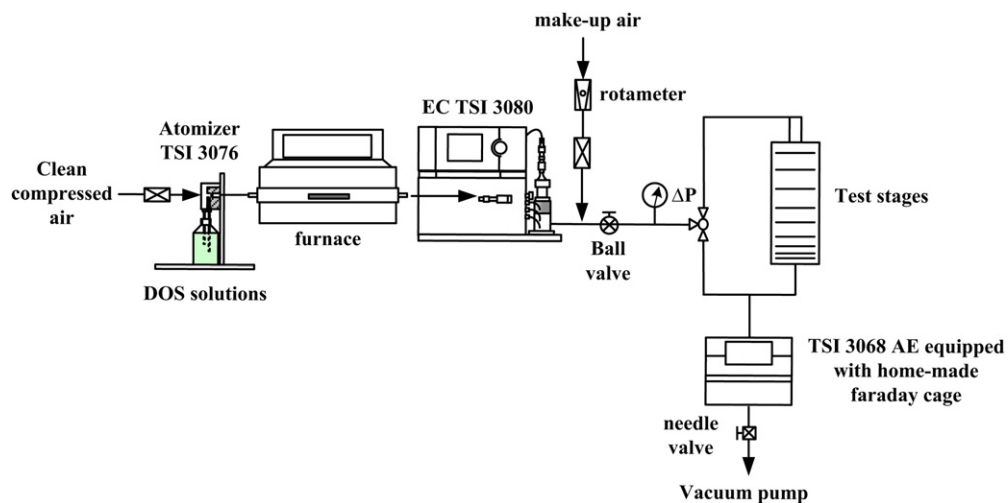 make-up air
rotameter
EC TSI 3080
Atomizer
TSI 3076
Clean
compressed
air
furnace
DOS solutions
ΔP
Ball
valve
Test stages
TSI 3068 AE equipped
with home-made
faraday cage
needle
valve
Vacuum pump